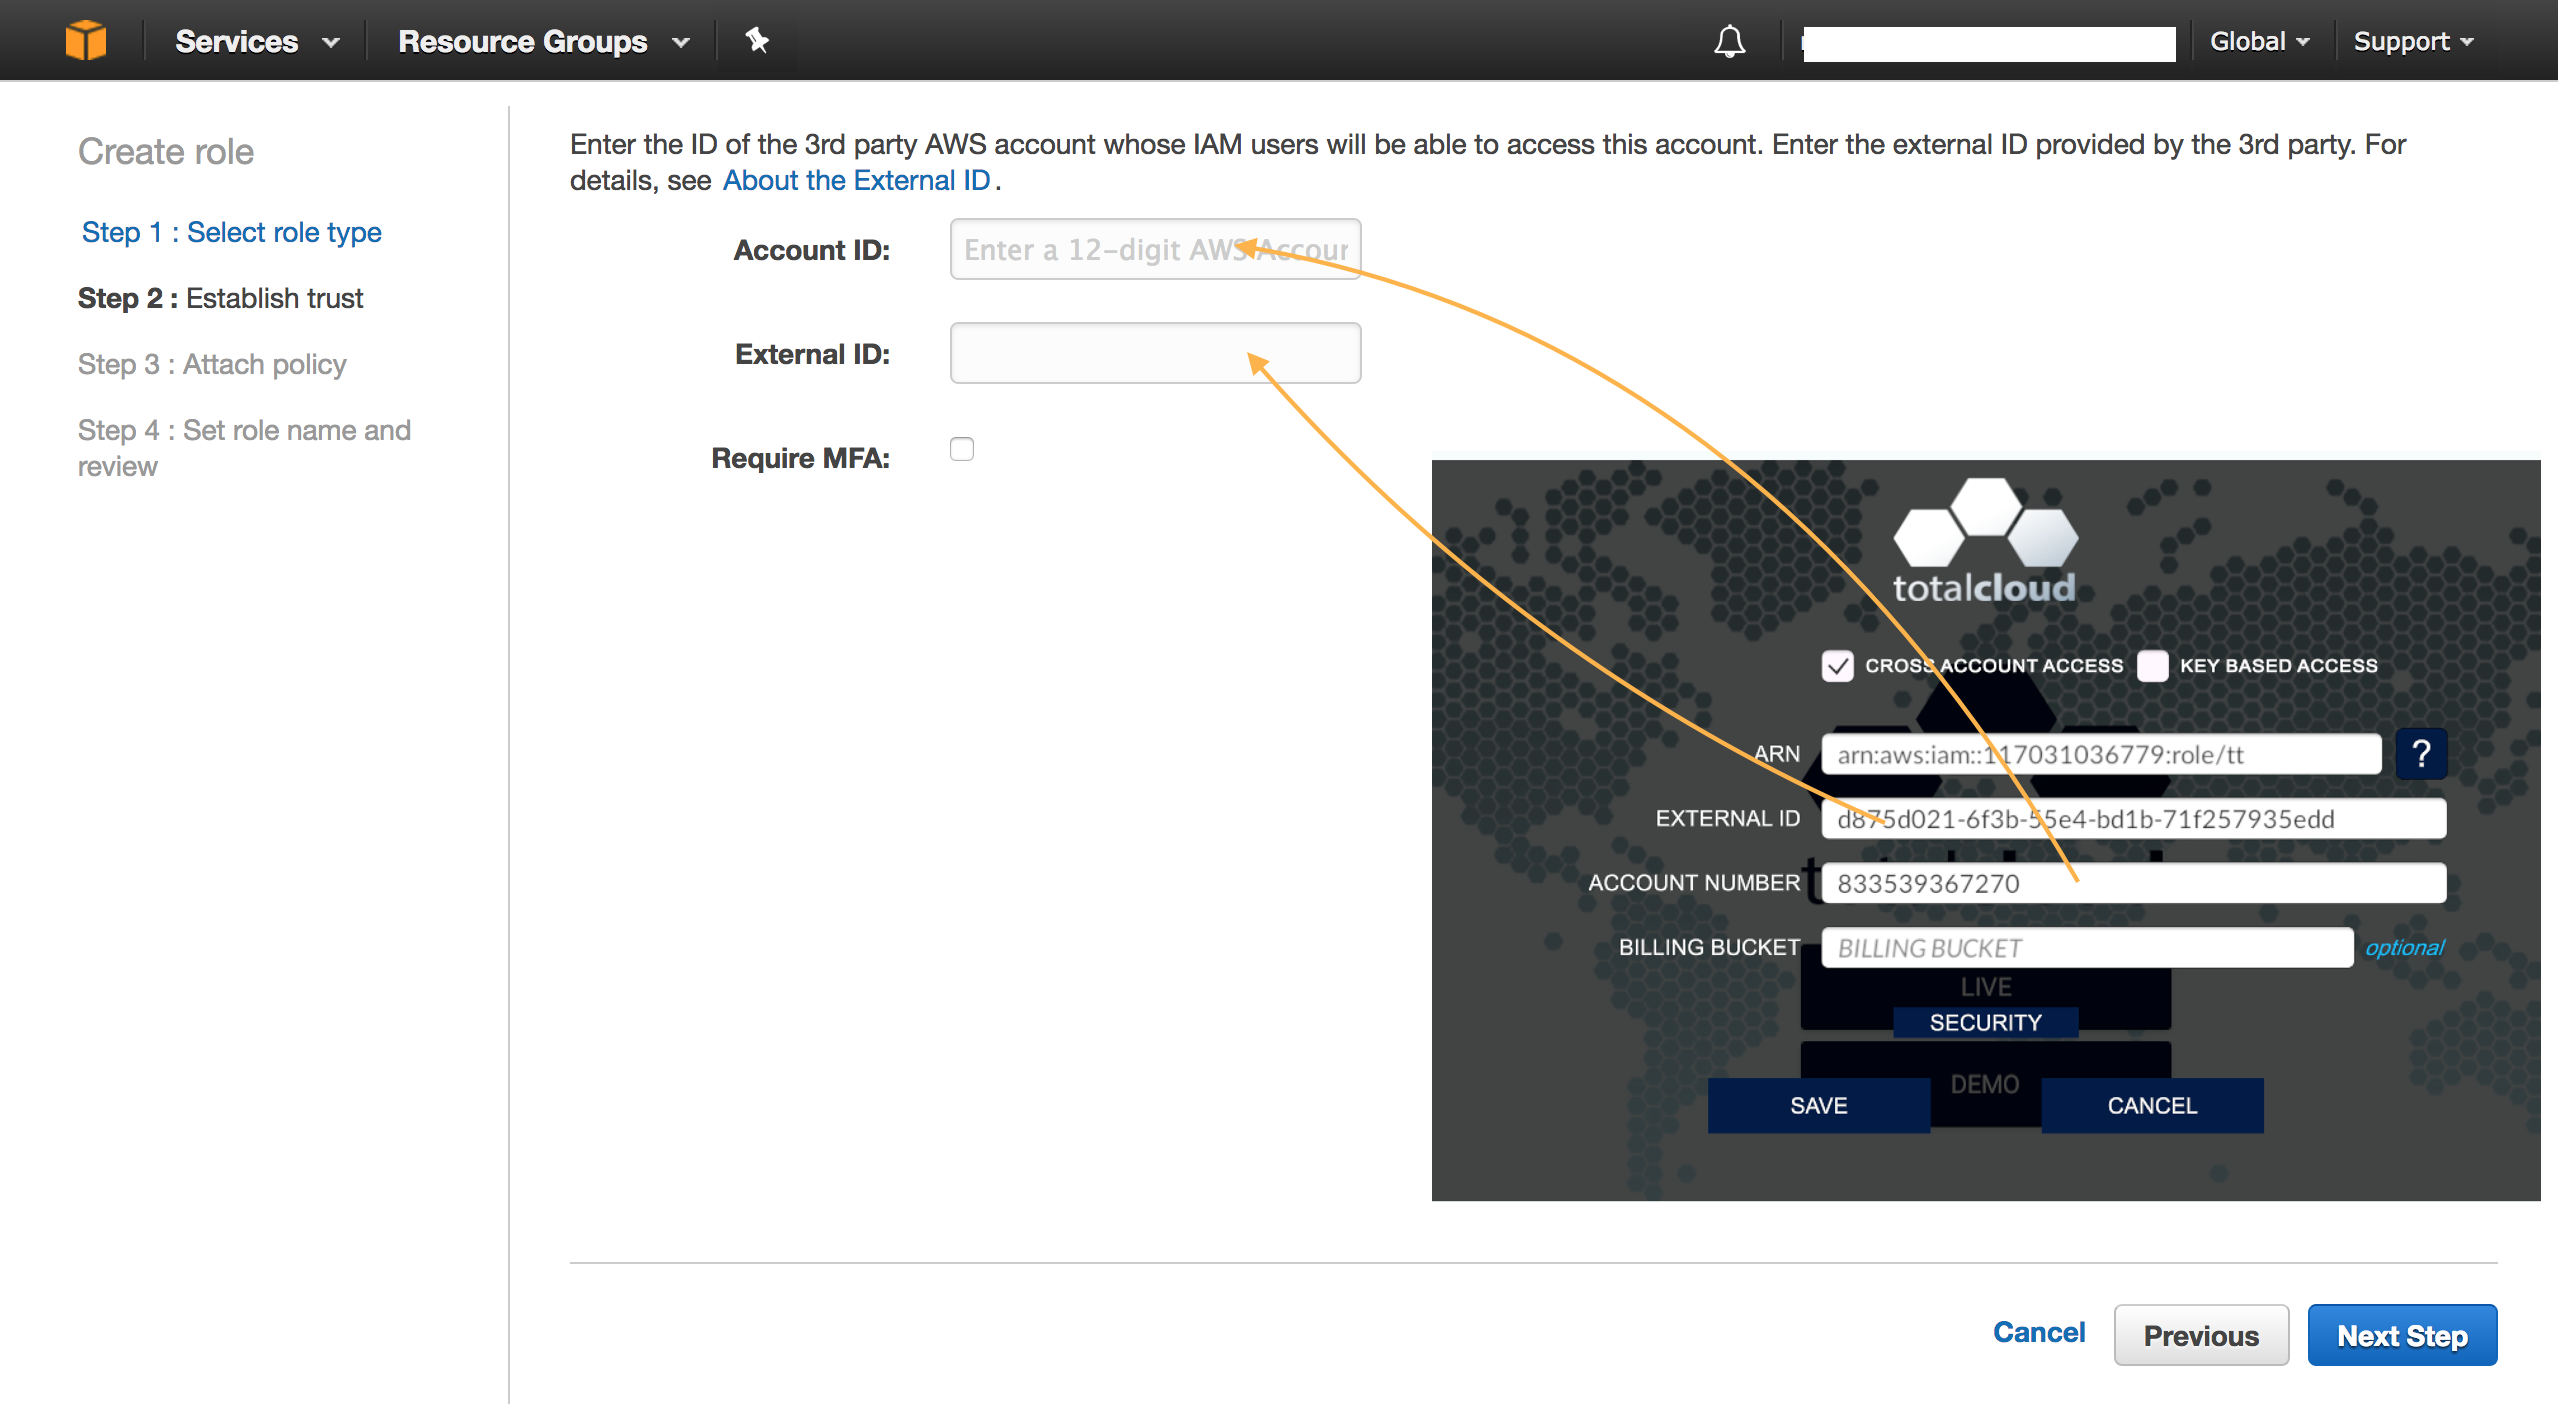 Services
Resource Groups
Global
Support
Create role
Step 1 : Select role type
Step 2 : Establish trust
Step 3 : Attach policy
Step 4 : Set role name and
review
Enter the ID of the 3rd party AWS account whose IAM users will be able to access this account. Enter the external ID provided by the 3rd party. For
details, see About the External ID.
Account ID:
Enter a 12-digit AWS Accour
External ID:
Require MFA:
totalcloud
CROSS ACCOUNT ACCESS
KEY BASED ACCESS
ARN
arn:aws:iam::117031036779:role/tt
?
EXTERNAL ID
d875d021-6f3b-55e4-bd1b-71f257935edd
ACCOUNT NUMBER
833539367270
BILLING BUCKET
BILLING BUCKET
optional
LIVE
SECURITY
DEMO
SAVE
CANCEL
Cancel
Previous
Next Step